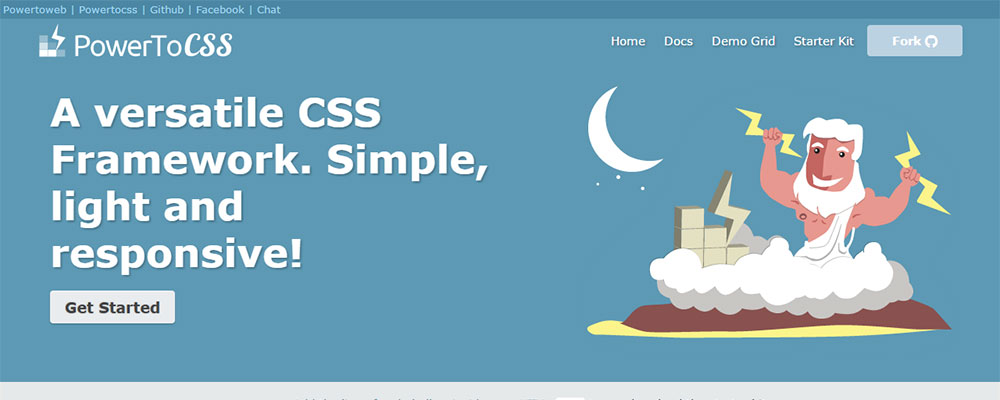 Powertoweb | Powertocss | Github | Facebook | Chat
PowerToCSS
Home Docs Demo Grid Starter Kit Fork
A versatile CSS
Framework. Simple,
light and
responsive!
Get Started